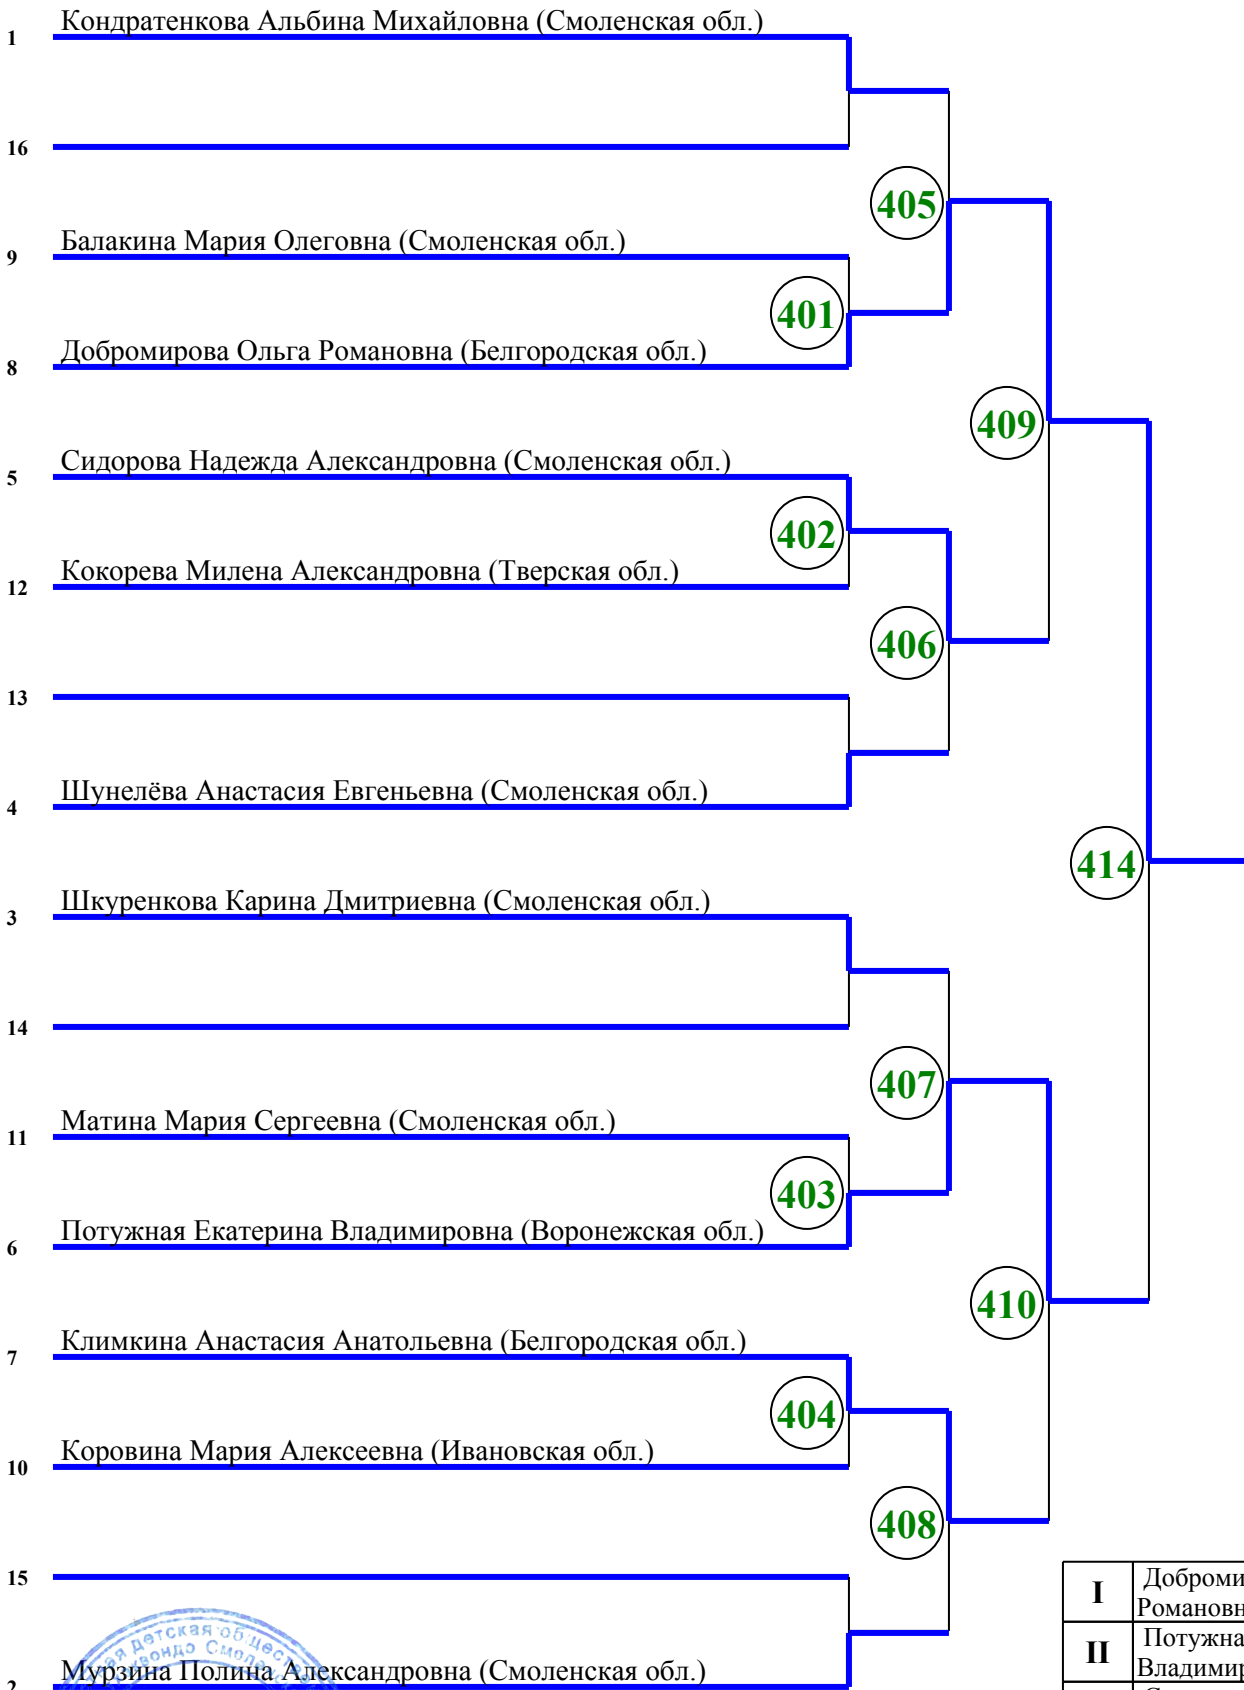 Кондратенкова Альбина Михайловна (Смоленская обл.)
1
16
405
Балакина Мария Олеговна (Смоленская обл.)
9
401
Добромирова Ольга Романовна (Белгородская обл.)
8
409
Сидорова Надежда Александровна (Смоленская обл.)
5
402
Кокорева Милена Александровна (Тверская обл.)
12
406
13
Шунелёва Анастасия Евгеньевна (Смоленская обл.)
4
414
Шкуренкова Карина Дмитриевна (Смоленская обл.)
3
14
407
Матина Мария Сергеевна (Смоленская обл.)
11
403
Потужная Екатерина Владимировна (Воронежская обл.)
6
410
Климкина Анастасия Анатольевна (Белгородская обл.)
7
404
Коровина Мария Алексеевна (Ивановская обл.)
10
408
15
I Доброми
Романовн
II Потужна
Владимир
детская общест
Мурзина Полина Александровна (Смоленская обл.)
2